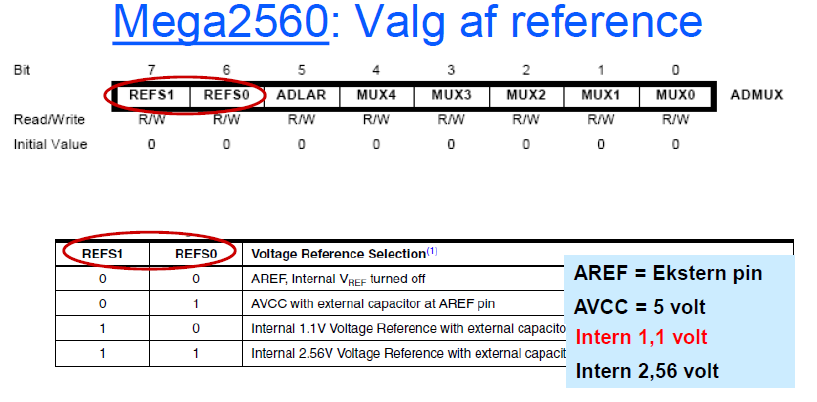 Mega2560: Valg af reference
Bit 7 6 5 4 3 2 1 0
REFS1 REFS0 ADLAR MUX4 MUX3 MUX2 MUX1 MUX0 ADMUX
Read/Write R/W R/W R/W R/W R/W R/W R/W R/W
Initial Value 0 0 0 0 0 0 0 0
REFS1 REFS0 Voltage Reference Selection(1)
0 0 AREF, Internal VREF turned off
0 1 AVCC with external capacitor at AREF pin
1 0 Internal 1.1V Voltage Reference with external capacito
1 1 Internal 2.56V Voltage Reference with external capacit
AREF = Ekstern pin
AVCC = 5 volt
Intern 1,1 volt
Intern 2,56 volt